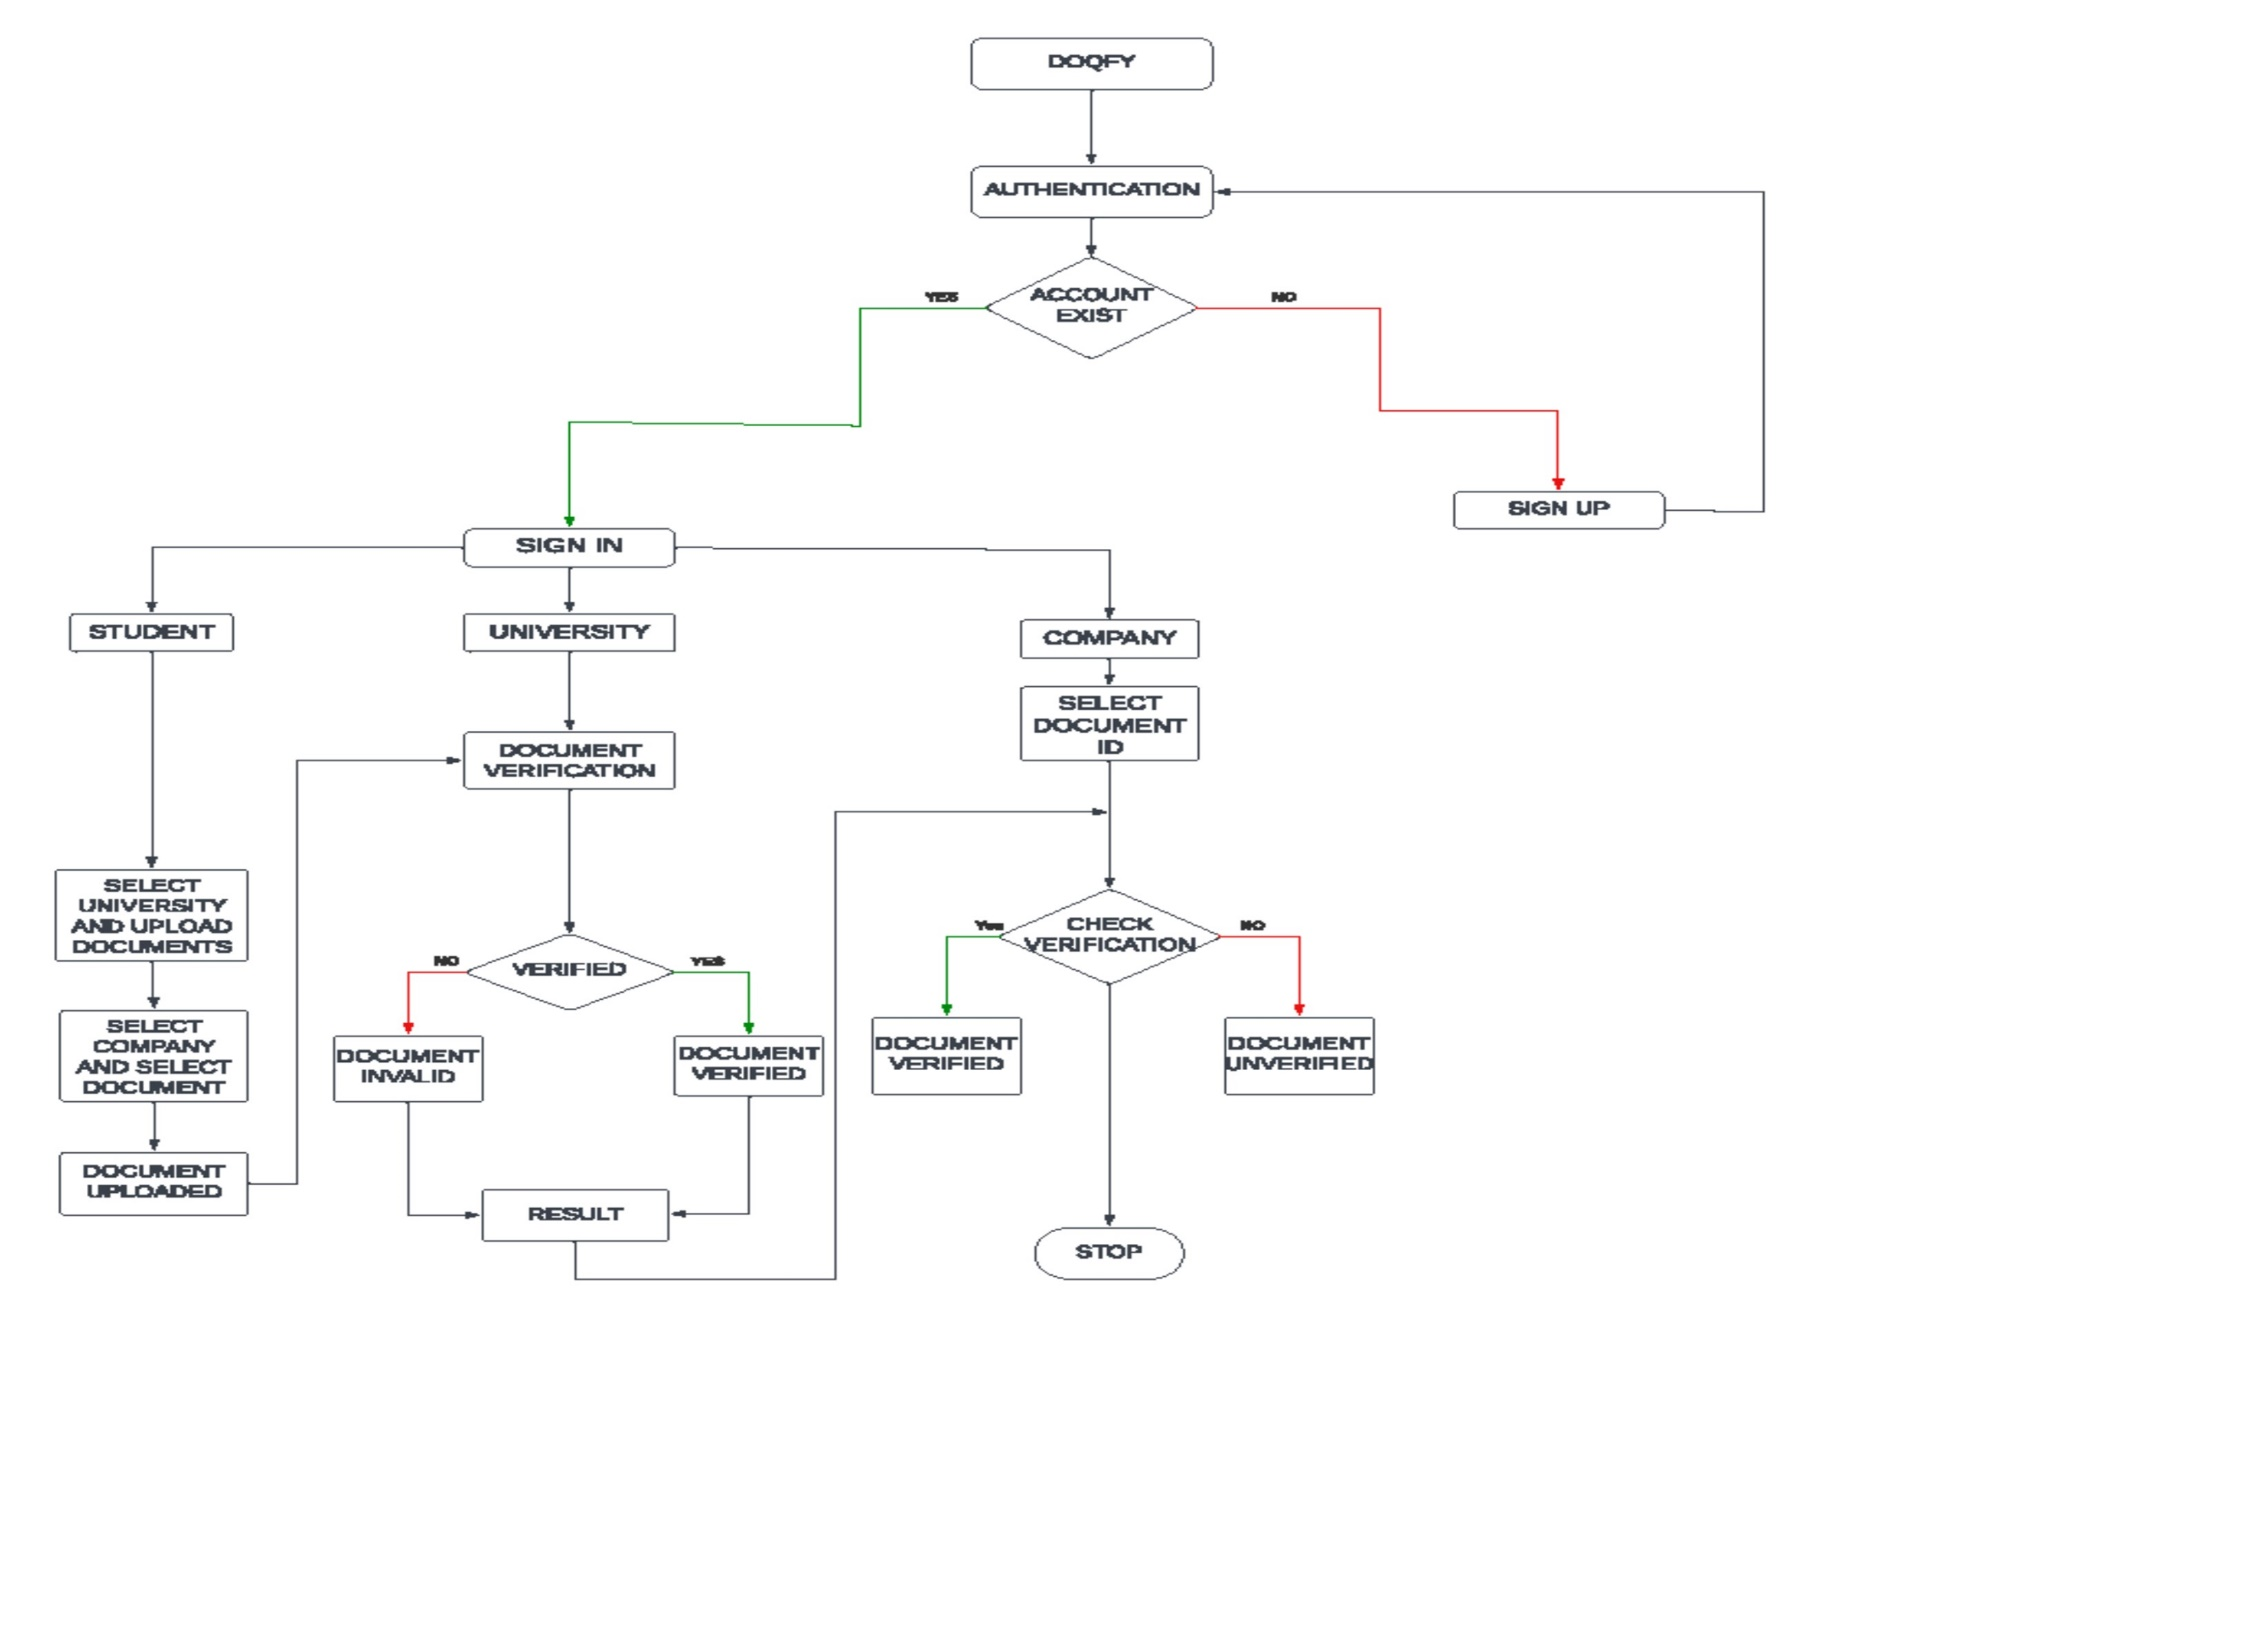 DOQFY
AUTHENTICATION
ACCOUNT
EXIST
YES
NO
SIGN UP
SIGN IN
STUDENT
UNIVERSITY
COMPANY
SELECT
DOCUMENT
ID
DOCUMENT
VERIFICATION
SELECT
UNIVERSITY
AND UPLOAD
DOCUMENTS
SELECT
COMPANY
AND SELECT
DOCUMENT
DOCUMENT
UPLOADED
VERIFIED
NO
YES
DOCUMENT
INVALID
DOCUMENT
VERIFIED
RESULT
CHECK
VERIFICATION
Yes
NO
DOCUMENT
VERIFIED
DOCUMENT
UNVERIFIED
STOP